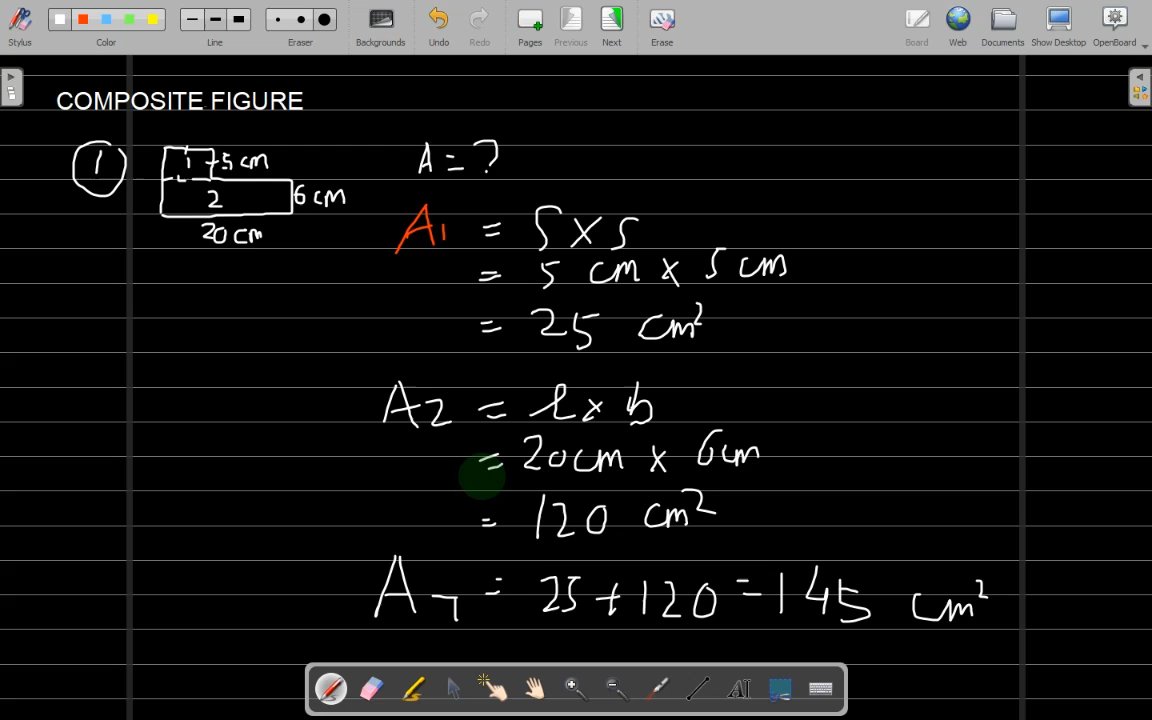 Stylus Color Line Eraser Backgrounds Undo Redo Pages Previous Next Erase Board Web Documents Show Desktop OpenBoard
COMPOSITE FIGURE
1
1 5 cm
2 6 cm
20 cm
A = ?
A1 = 5 x 5
= 5 cm x 5 cm
= 25 cm²
A2 = l x b
= 20cm x 6cm
= 120 cm²
AT = 25 + 120 = 145 cm²